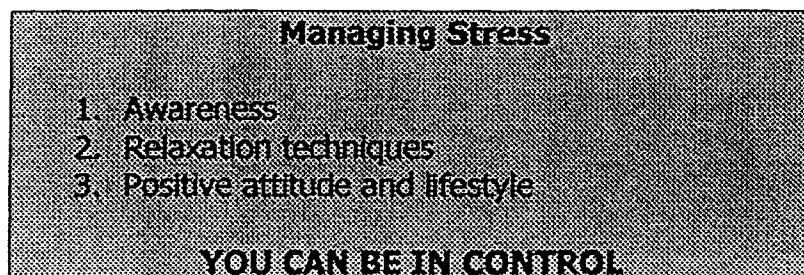 Managing Stress
1. Awareness
2. Relaxation techniques
3. Positive attitude and lifestyle
YOU CAN BE IN CONTROL